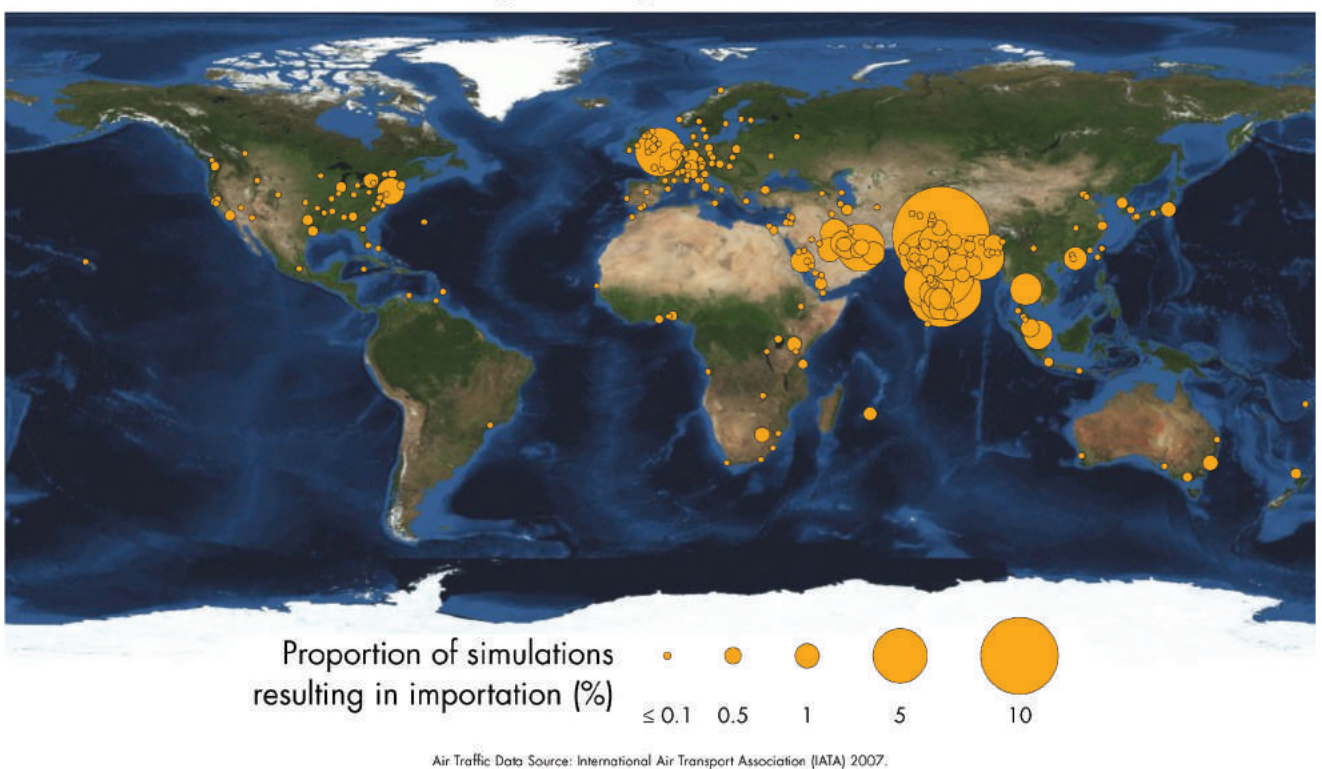 Proportion of simulations
resulting in importation (%)
≤ 0.1 0.5 1 5 10
Air Traffic Data Source: International Air Transport Association (IATA) 2007.